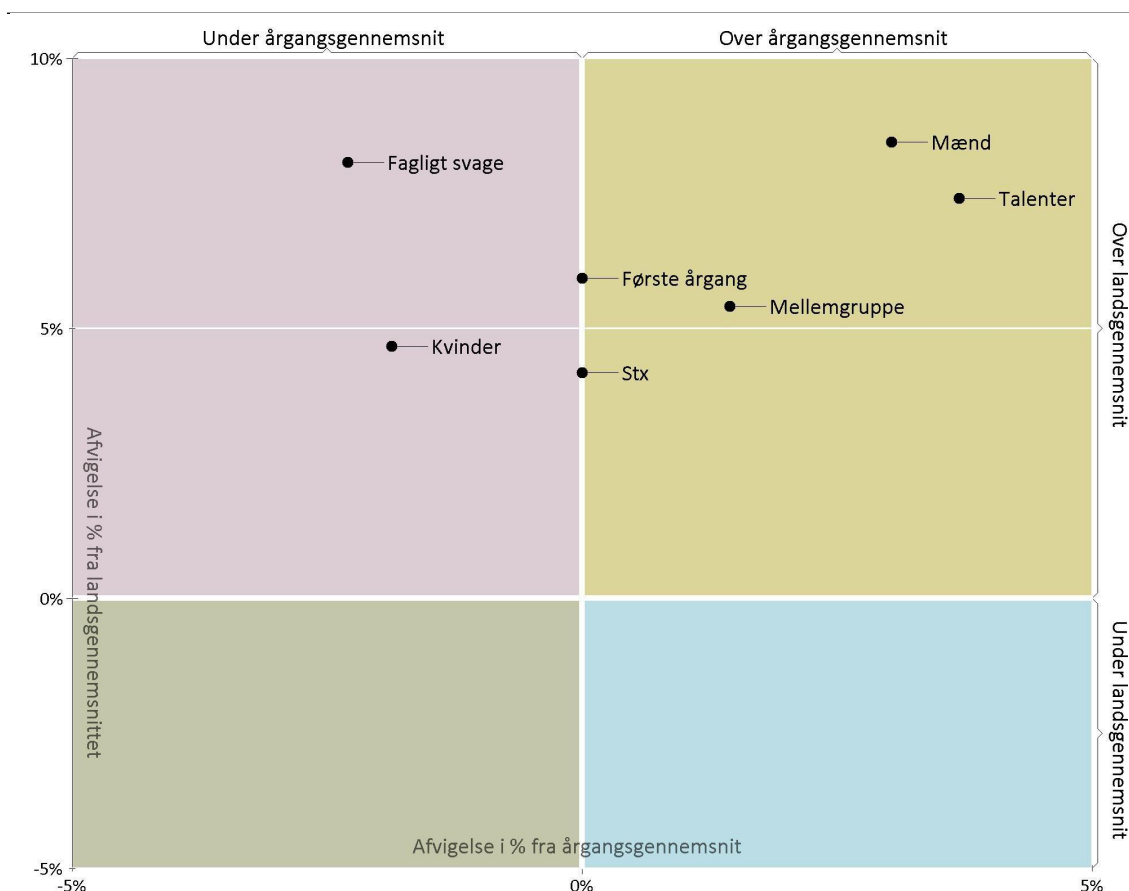 Under årgangsgennemsnit
Over årgangsgennemsnit
10%
Mænd
Fagligt svage
Talenter
Over landsgennemsnit
Første årgang
Mellemgruppe
5%
Kvinder
Stx
Afvigelse i % fra landsgennemsnittet
0%
Under landsgennemsnit
Afvigelse i % fra årgangsgennemsnit
-5%
-5%
0%
5%